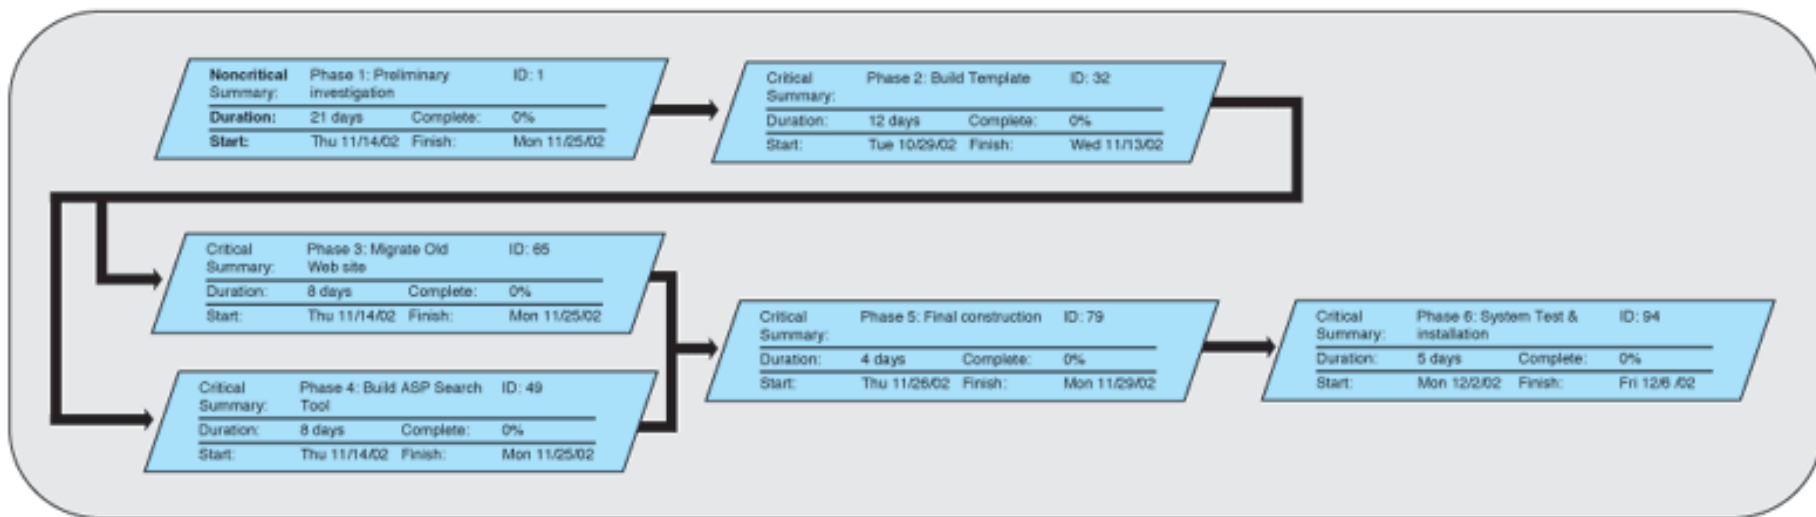 Noncritical Phase 1: Preliminary ID: 1
Summary: investigation
Duration: 21 days Complete: 0%
Start: Thu 11/14/02 Finish: Mon 11/25/02
Critical Phase 2: Build Template ID: 32
Summary:
Duration: 12 days Complete: 0%
Start: Tue 10/29/02 Finish: Wed 11/13/02
Critical Phase 3: Migrate Old ID: 65
Summary: Web site
Duration: 8 days Complete: 0%
Start: Thu 11/14/02 Finish: Mon 11/25/02
Critical Phase 4: Build ASP Search ID: 49
Summary: Tool
Duration: 8 days Complete: 0%
Start: Thu 11/14/02 Finish: Mon 11/25/02
Critical Phase 5: Final construction ID: 79
Summary:
Duration: 4 days Complete: 0%
Start: Thu 11/26/02 Finish: Mon 11/29/02
Critical Phase 6: System Test & ID: 94
Summary: installation
Duration: 5 days Complete: 0%
Start: Mon 12/2/02 Finish: Fri 12/6 /02